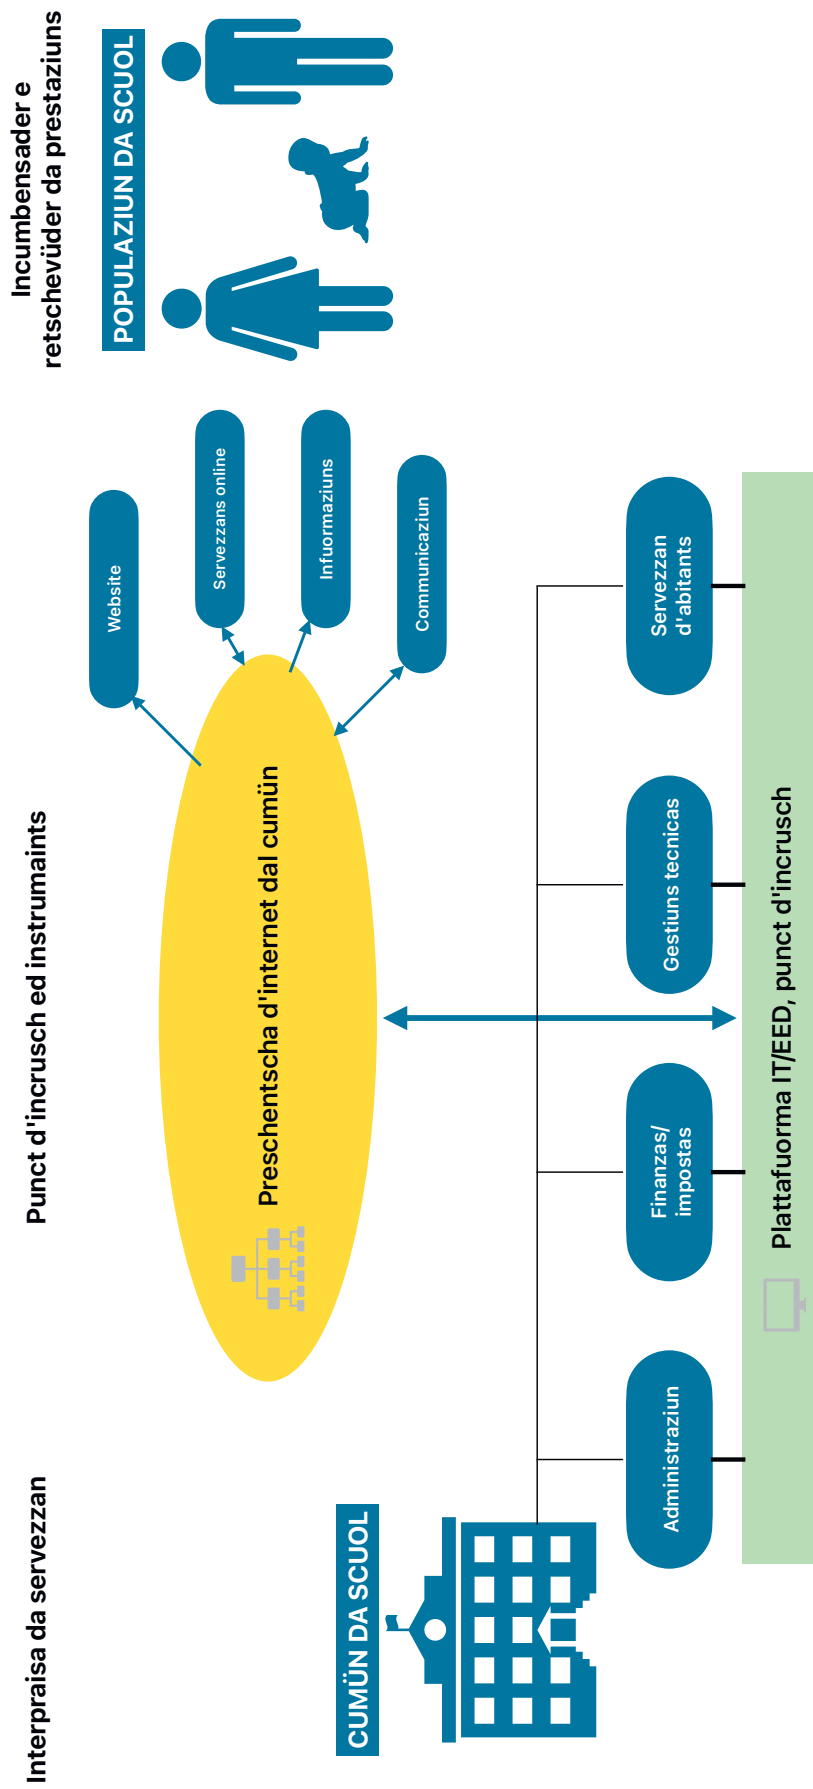 Interpraisa da servezzan
Punct d'incrusch ed instrumaints
Incumbensader e
retschevüder da prestaziuns
POPULAZIUN DA SCUOL
Website
Servezzans online
Infuormaziuns
Communicaziun
Preschentscha d'internet dal cumün
CUMÜN DA SCUOL
Administraziun
Finanzas/
impostas
Gestiuns tecnicas
Servezzan
d'abitants
Plattafuorma IT/EED, punct d'incrusch